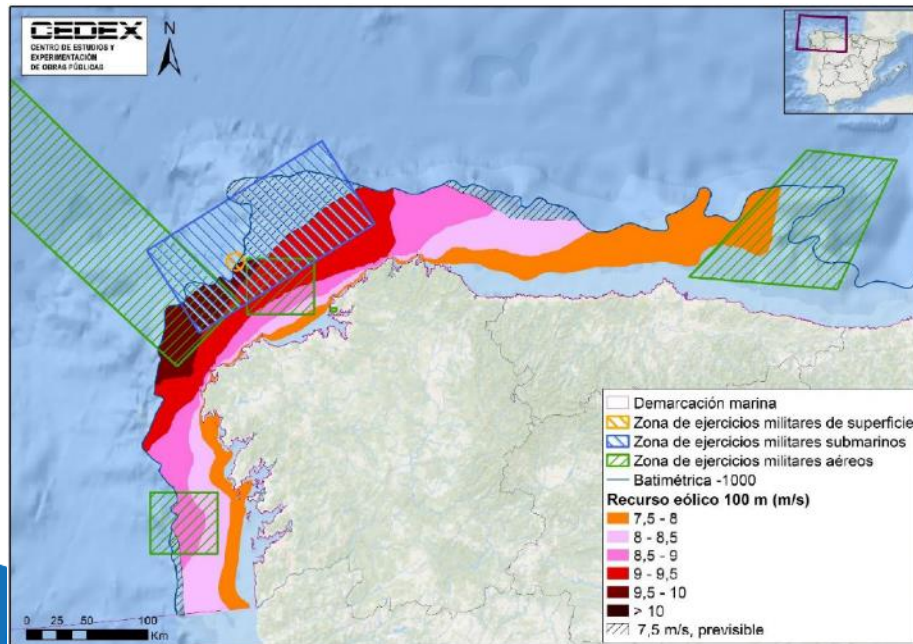 CEDEX
CENTRO DE ESTUDIOS Y
EXPERIMENTACIÓN
DE OBRAS PÚBLICAS
N
Demarcación marina
Zona de ejercicios militares de superficie
Zona de ejercicios militares submarinos
Zona de ejercicios militares aéreos
Batimétrica -1000
Recurso eólico 100 m (m/s)
7,5 - 8
8 - 8,5
8,5 - 9
9 - 9,5
9,5 - 10
> 10
7,5 m/s, previsible
0 25 50 100
Km